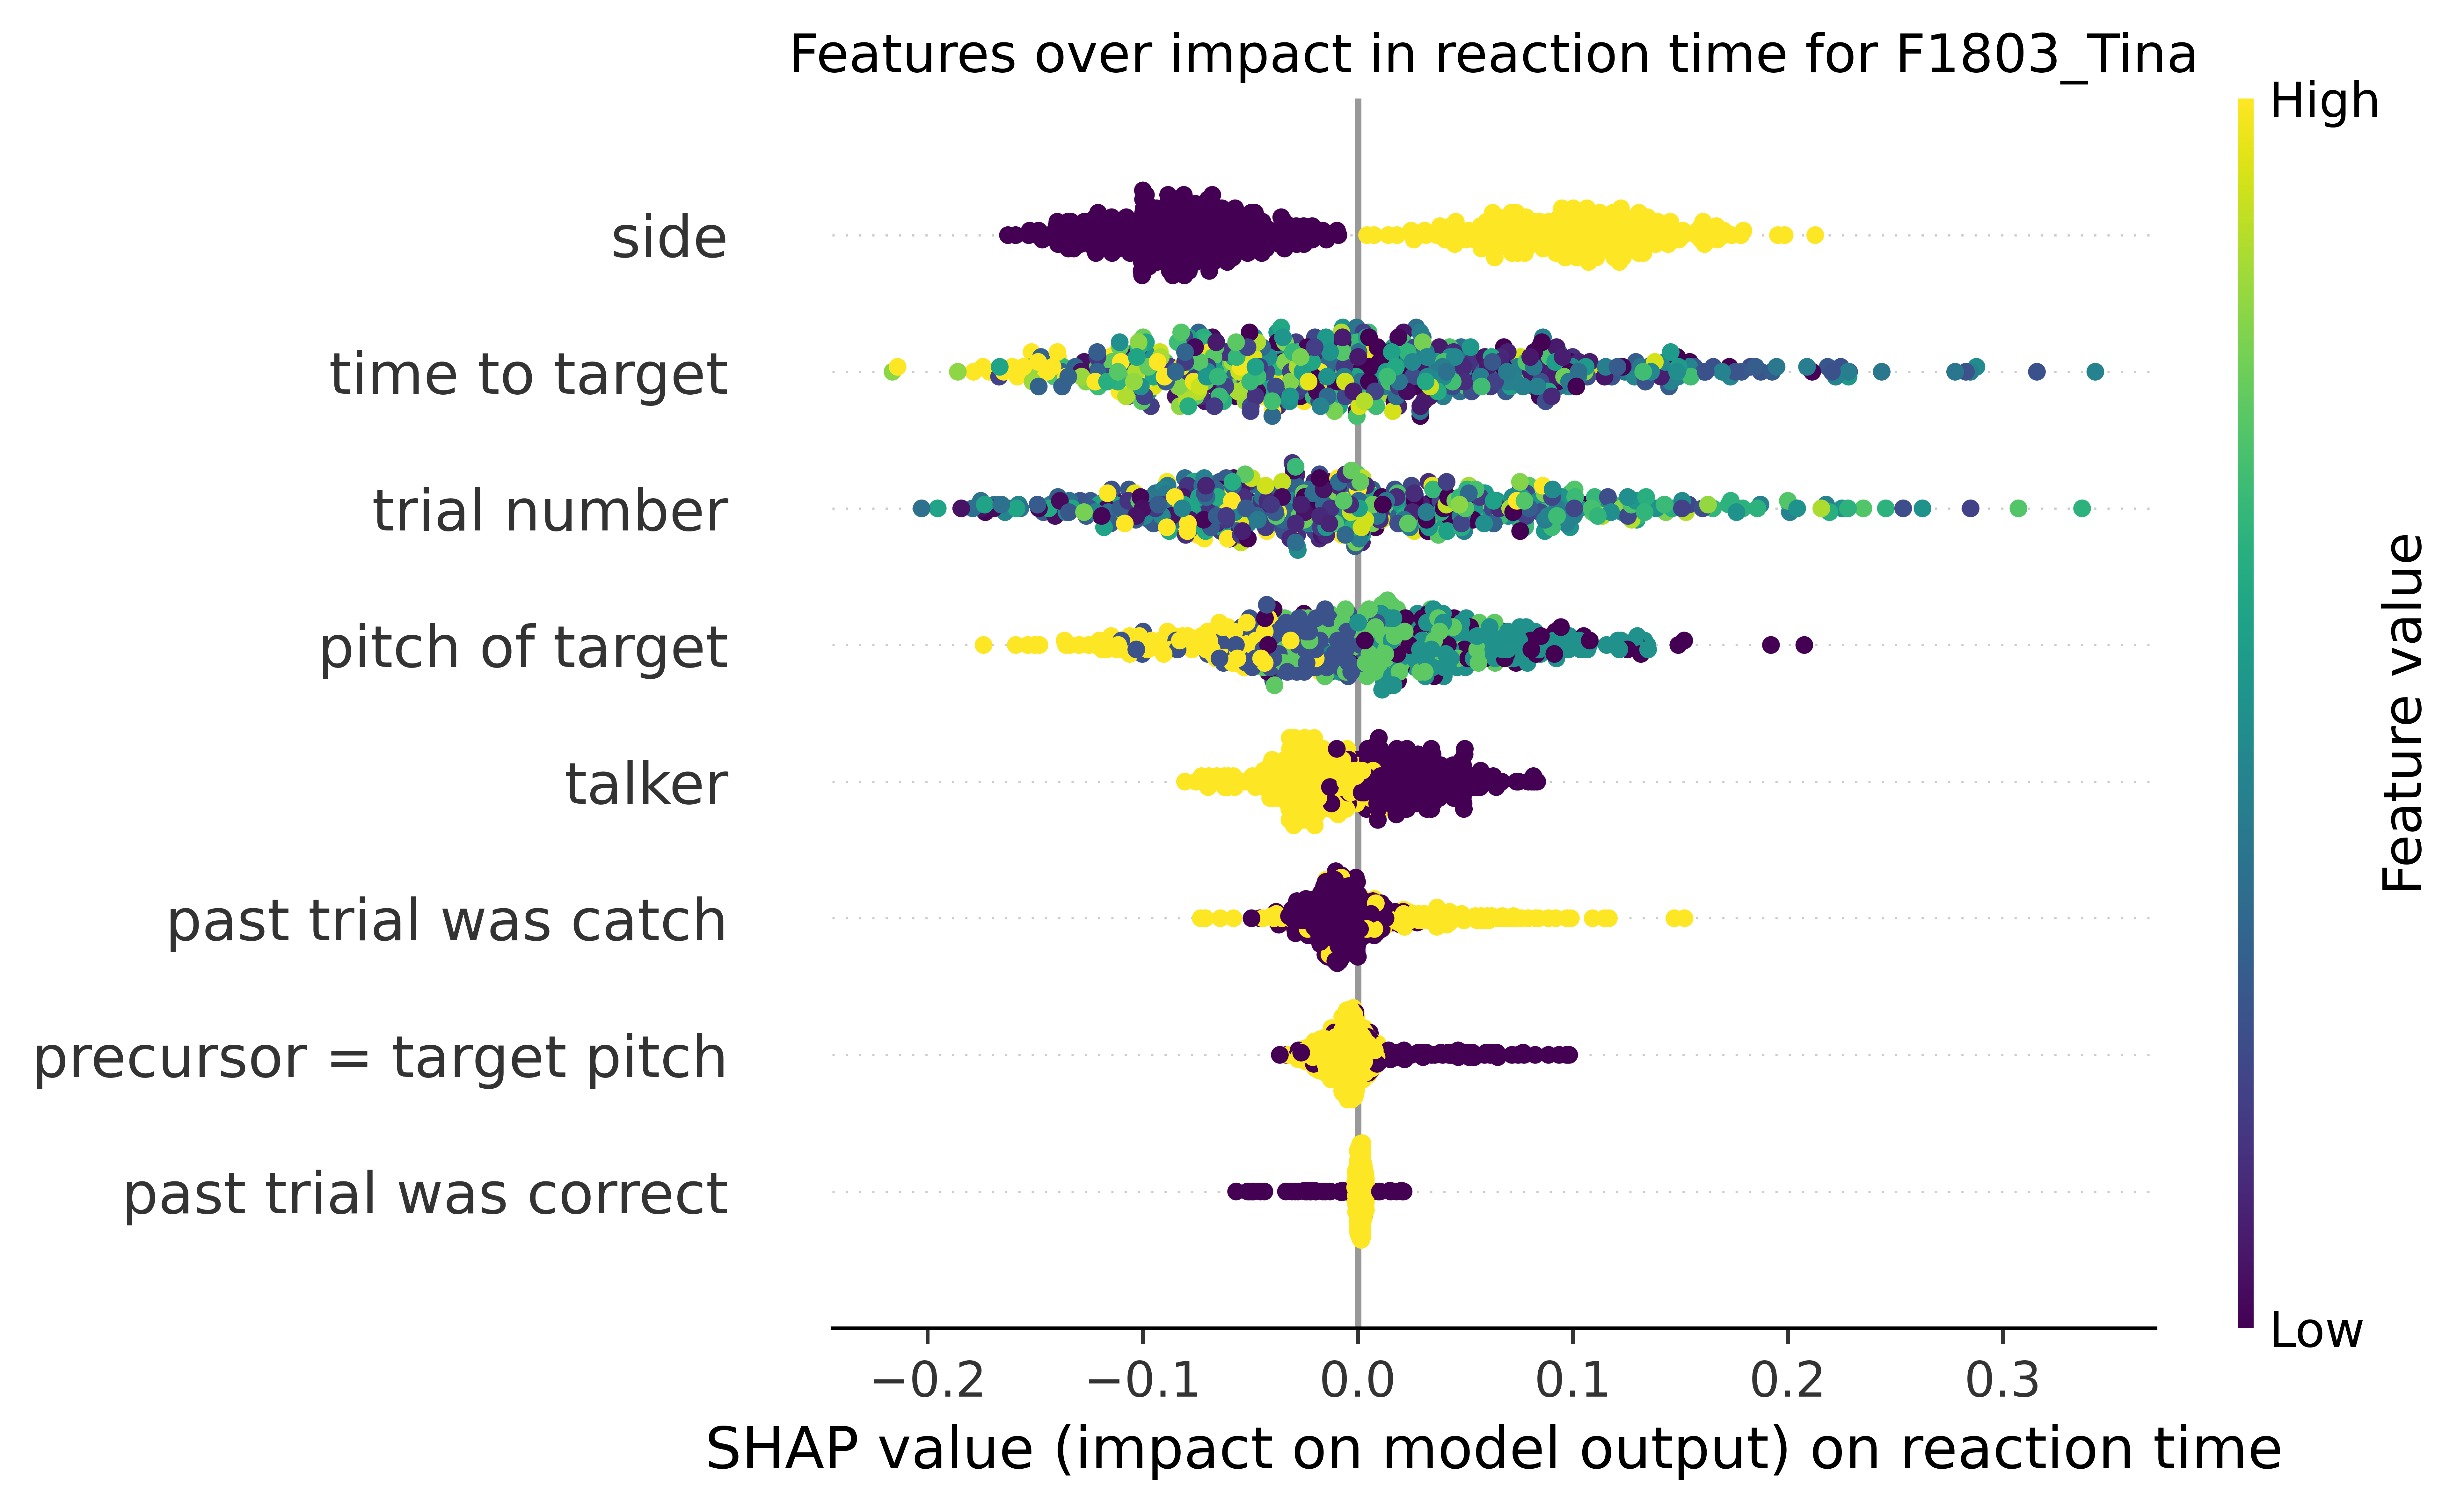 Features over impact in reaction time for F1803_Tina
High
side
time to target
trial number
pitch of target
talker
past trial was catch
precursor = target pitch
past trial was correct
Feature value
Low
−0.2 −0.1 0.0 0.1 0.2 0.3
SHAP value (impact on model output) on reaction time